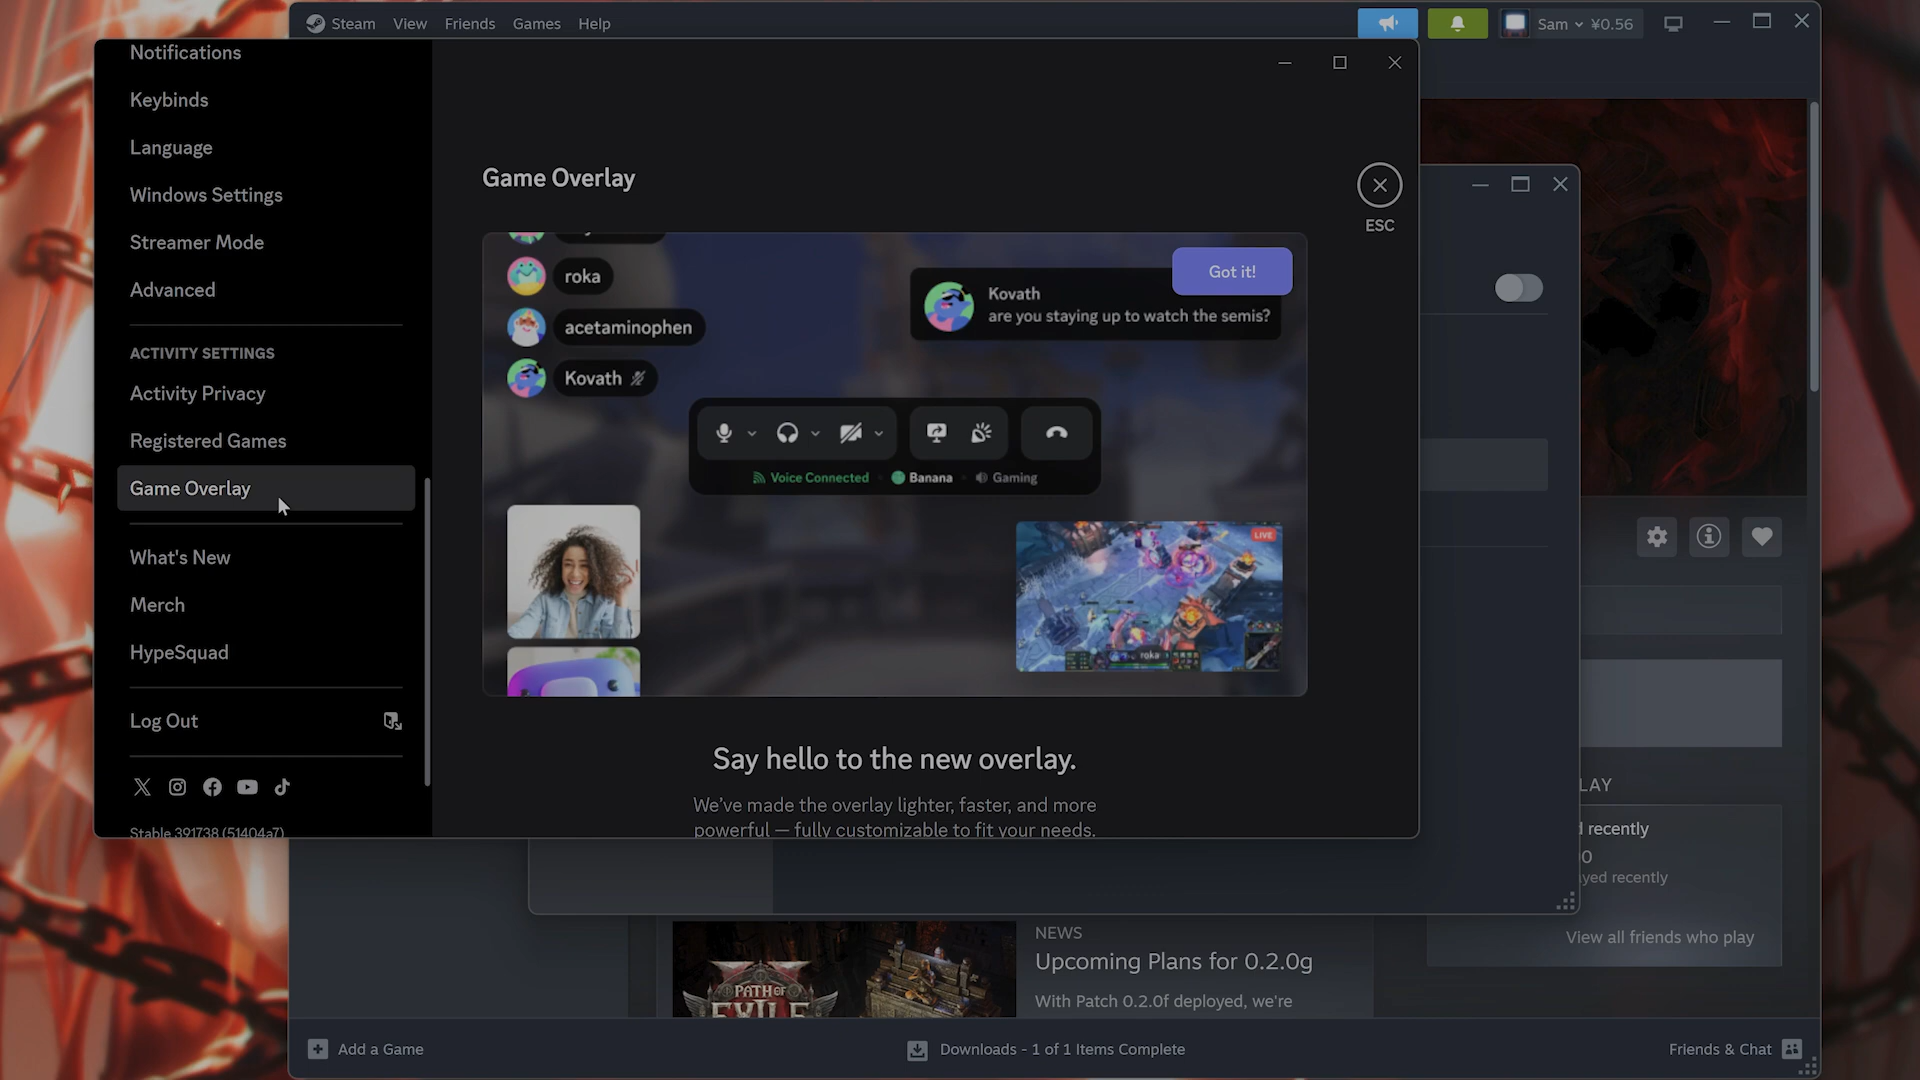 Steam
View
Friends
Games
Help
Sam
¥0.56
Notifications
Keybinds
Language
Windows Settings
Streamer Mode
Advanced
ACTIVITY SETTINGS
Activity Privacy
Registered Games
Game Overlay
What's New
Merch
HypeSquad
Log Out
Stable 391738 (51404a7)
Game Overlay
ESC
Got it!
roka
acetaminophen
Kovath
Kovath
are you staying up to watch the semis?
Voice Connected
Banana
Gaming
LIVE
roka
Say hello to the new overlay.
We've made the overlay lighter, faster, and more
powerful — fully customizable to fit your needs.
LAY
recently
yed recently
View all friends who play
PATH OF
EXILE
NEWS
Upcoming Plans for 0.2.0g
With Patch 0.2.0f deployed, we're
Add a Game
Downloads - 1 of 1 Items Complete
Friends & Chat